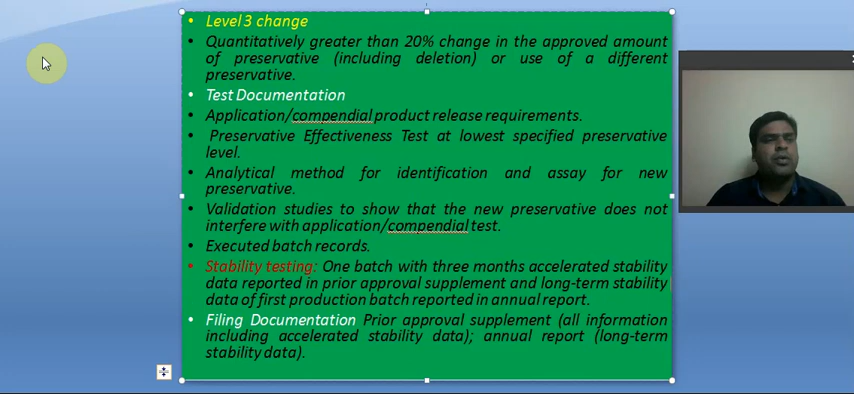 • Level 3 change
• Quantitatively greater than 20% change in the approved amount
of preservative (including deletion) or use of a different
preservative.
• Test Documentation
• Application/compendial product release requirements.
• Preservative Effectiveness Test at lowest specified preservative
level.
• Analytical method for identification and assay for new
preservative.
• Validation studies to show that the new preservative does not
interfere with application/compendial test.
• Executed batch records.
• Stability testing: One batch with three months accelerated stability
data reported in prior approval supplement and long-term stability
data of first production batch reported in annual report.
• Filing Documentation Prior approval supplement (all information
including accelerated stability data); annual report (long-term
stability data).